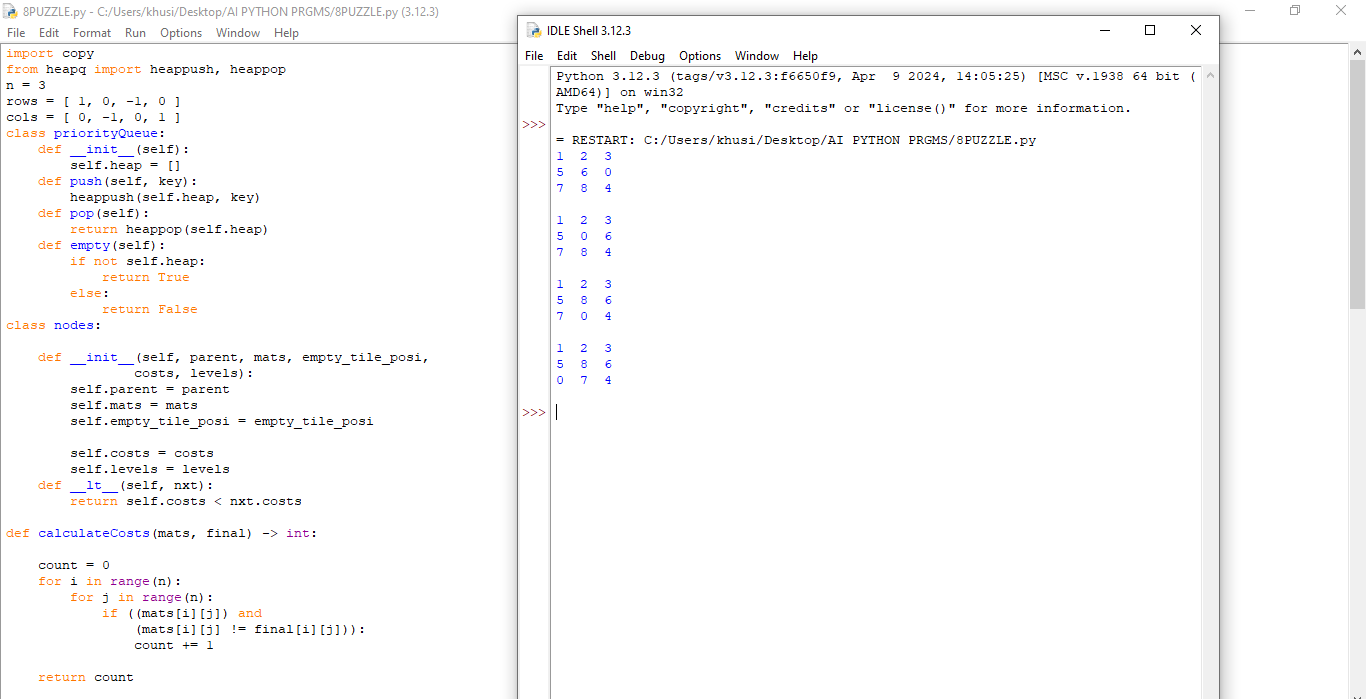 8PUZZLE.py - C:/Users/khusi/Desktop/AI PYTHON PRGMS/8PUZZLE.py (3.12.3)
File Edit Format Run Options Window Help
import copy
from heapq import heappush, heappop
n = 3
rows = [ 1, 0, -1, 0 ]
cols = [ 0, -1, 0, 1 ]
class priorityQueue:
    def __init__(self):
        self.heap = []
    def push(self, key):
        heappush(self.heap, key)
    def pop(self):
        return heappop(self.heap)
    def empty(self):
        if not self.heap:
            return True
        else:
            return False
class nodes:
    def __init__(self, parent, mats, empty_tile_posi,
                costs, levels):
        self.parent = parent
        self.mats = mats
        self.empty_tile_posi = empty_tile_posi
        self.costs = costs
        self.levels = levels
    def __lt__(self, nxt):
        return self.costs < nxt.costs
def calculateCosts(mats, final) -> int:
    count = 0
    for i in range(n):
        for j in range(n):
            if ((mats[i][j]) and
                (mats[i][j] != final[i][j])):
                count += 1
    return count
IDLE Shell 3.12.3
File Edit Shell Debug Options Window Help
Python 3.12.3 (tags/v3.12.3:f6650f9, Apr  9 2024, 14:05:25) [MSC v.1938 64 bit (
AMD64)] on win32
Type "help", "copyright", "credits" or "license()" for more information.
>>>
= RESTART: C:/Users/khusi/Desktop/AI PYTHON PRGMS/8PUZZLE.py
1 2 3
5 6 0
7 8 4
1 2 3
5 0 6
7 8 4
1 2 3
5 8 6
7 0 4
1 2 3
5 8 6
0 7 4
>>>